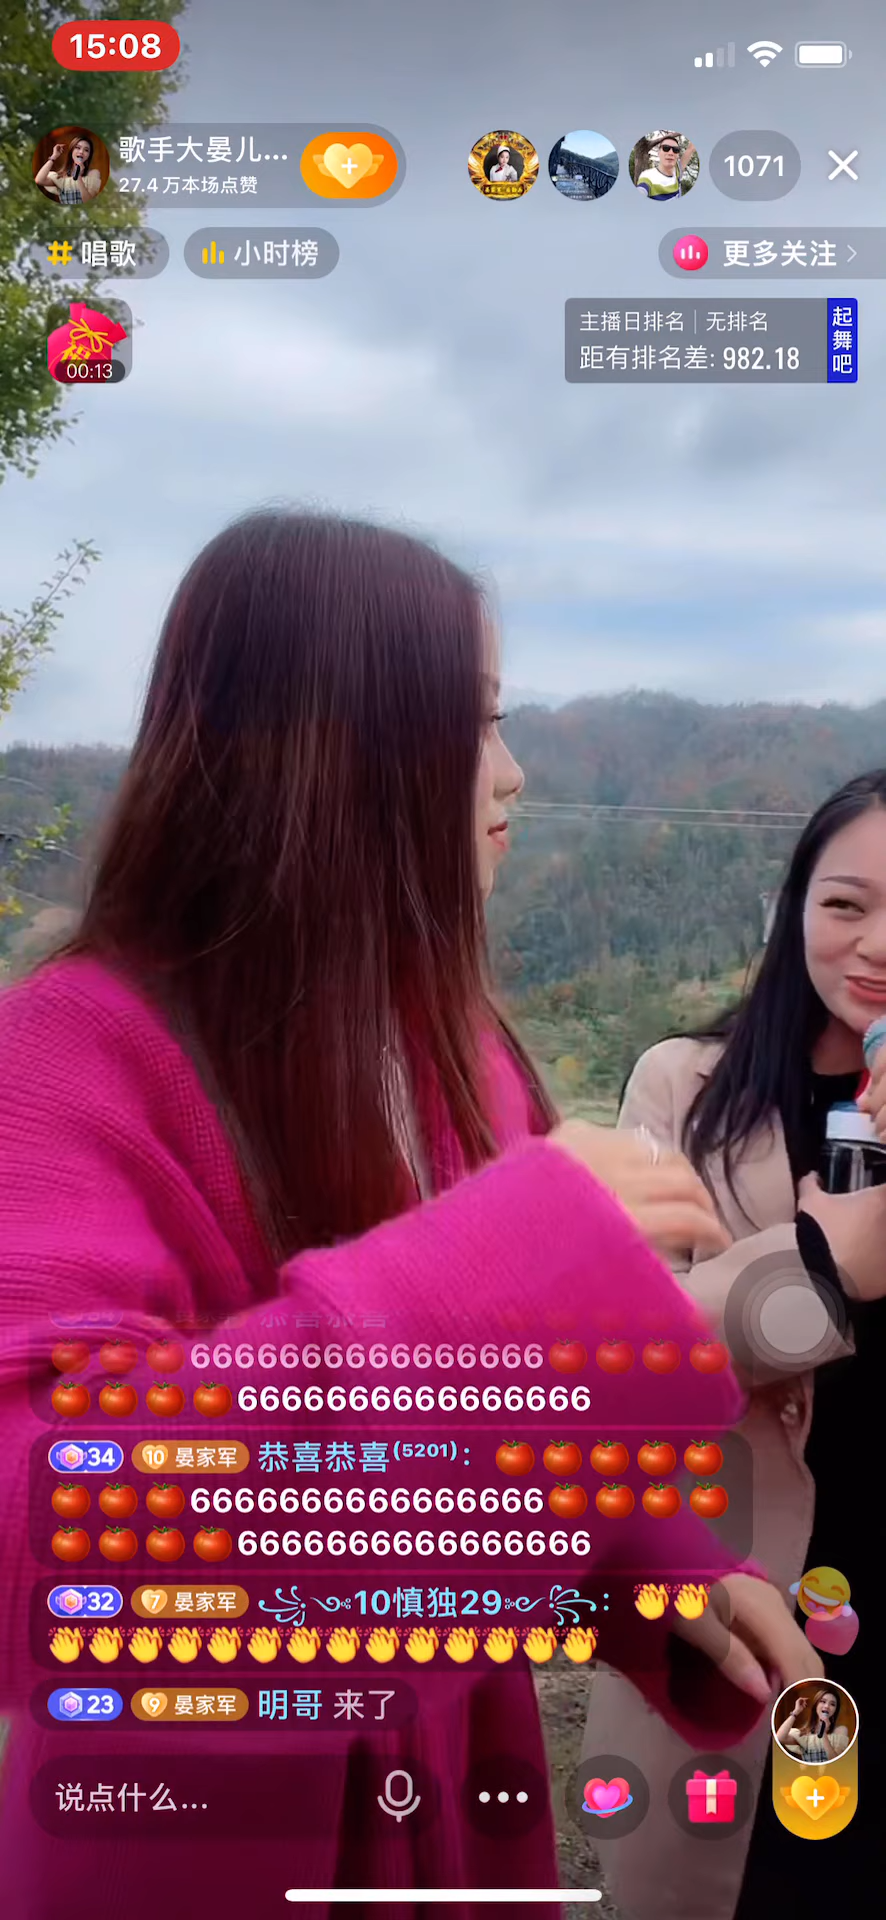 15:08
歌手大晏儿...
27.4万本场点赞
1071
唱歌
小时榜
更多关注
00:13
主播日排名 | 无排名
距有排名差: 982.18
起舞吧
🍅🍅🍅6666666666666666🍅🍅🍅🍅
🍅🍅🍅🍅6666666666666666
34 10 晏家军 恭喜恭喜(5201): 🍅🍅🍅🍅🍅
🍅🍅🍅6666666666666666🍅🍅🍅🍅
🍅🍅🍅🍅6666666666666666
32 7 晏家军 ꧁༺10慎独29༻꧂: 👏👏
👏👏👏👏👏👏👏👏👏👏👏👏👏👏
23 9 晏家军 明哥 来了
说点什么...